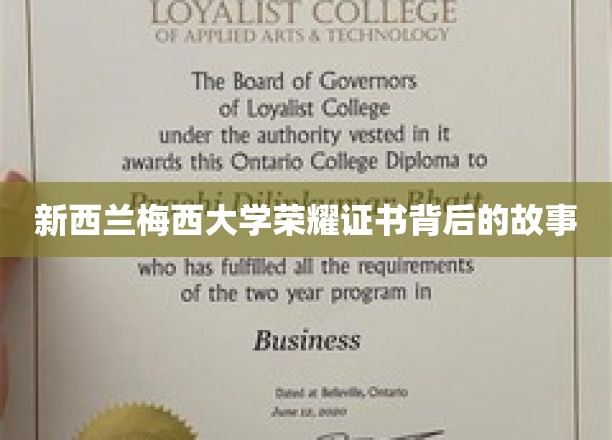 LOYALIST COLLEGE
OF APPLIED ARTS & TECHNOLOGY
The Board of Governors
of Loyalist College
under the authority vested in it
awards this Ontario College Diploma to
新西兰梅西大学荣耀证书背后的故事
who has fulfilled all the requirements
of the two year program in
Business
Dated at Belleville, Ontario
June 12, 2020